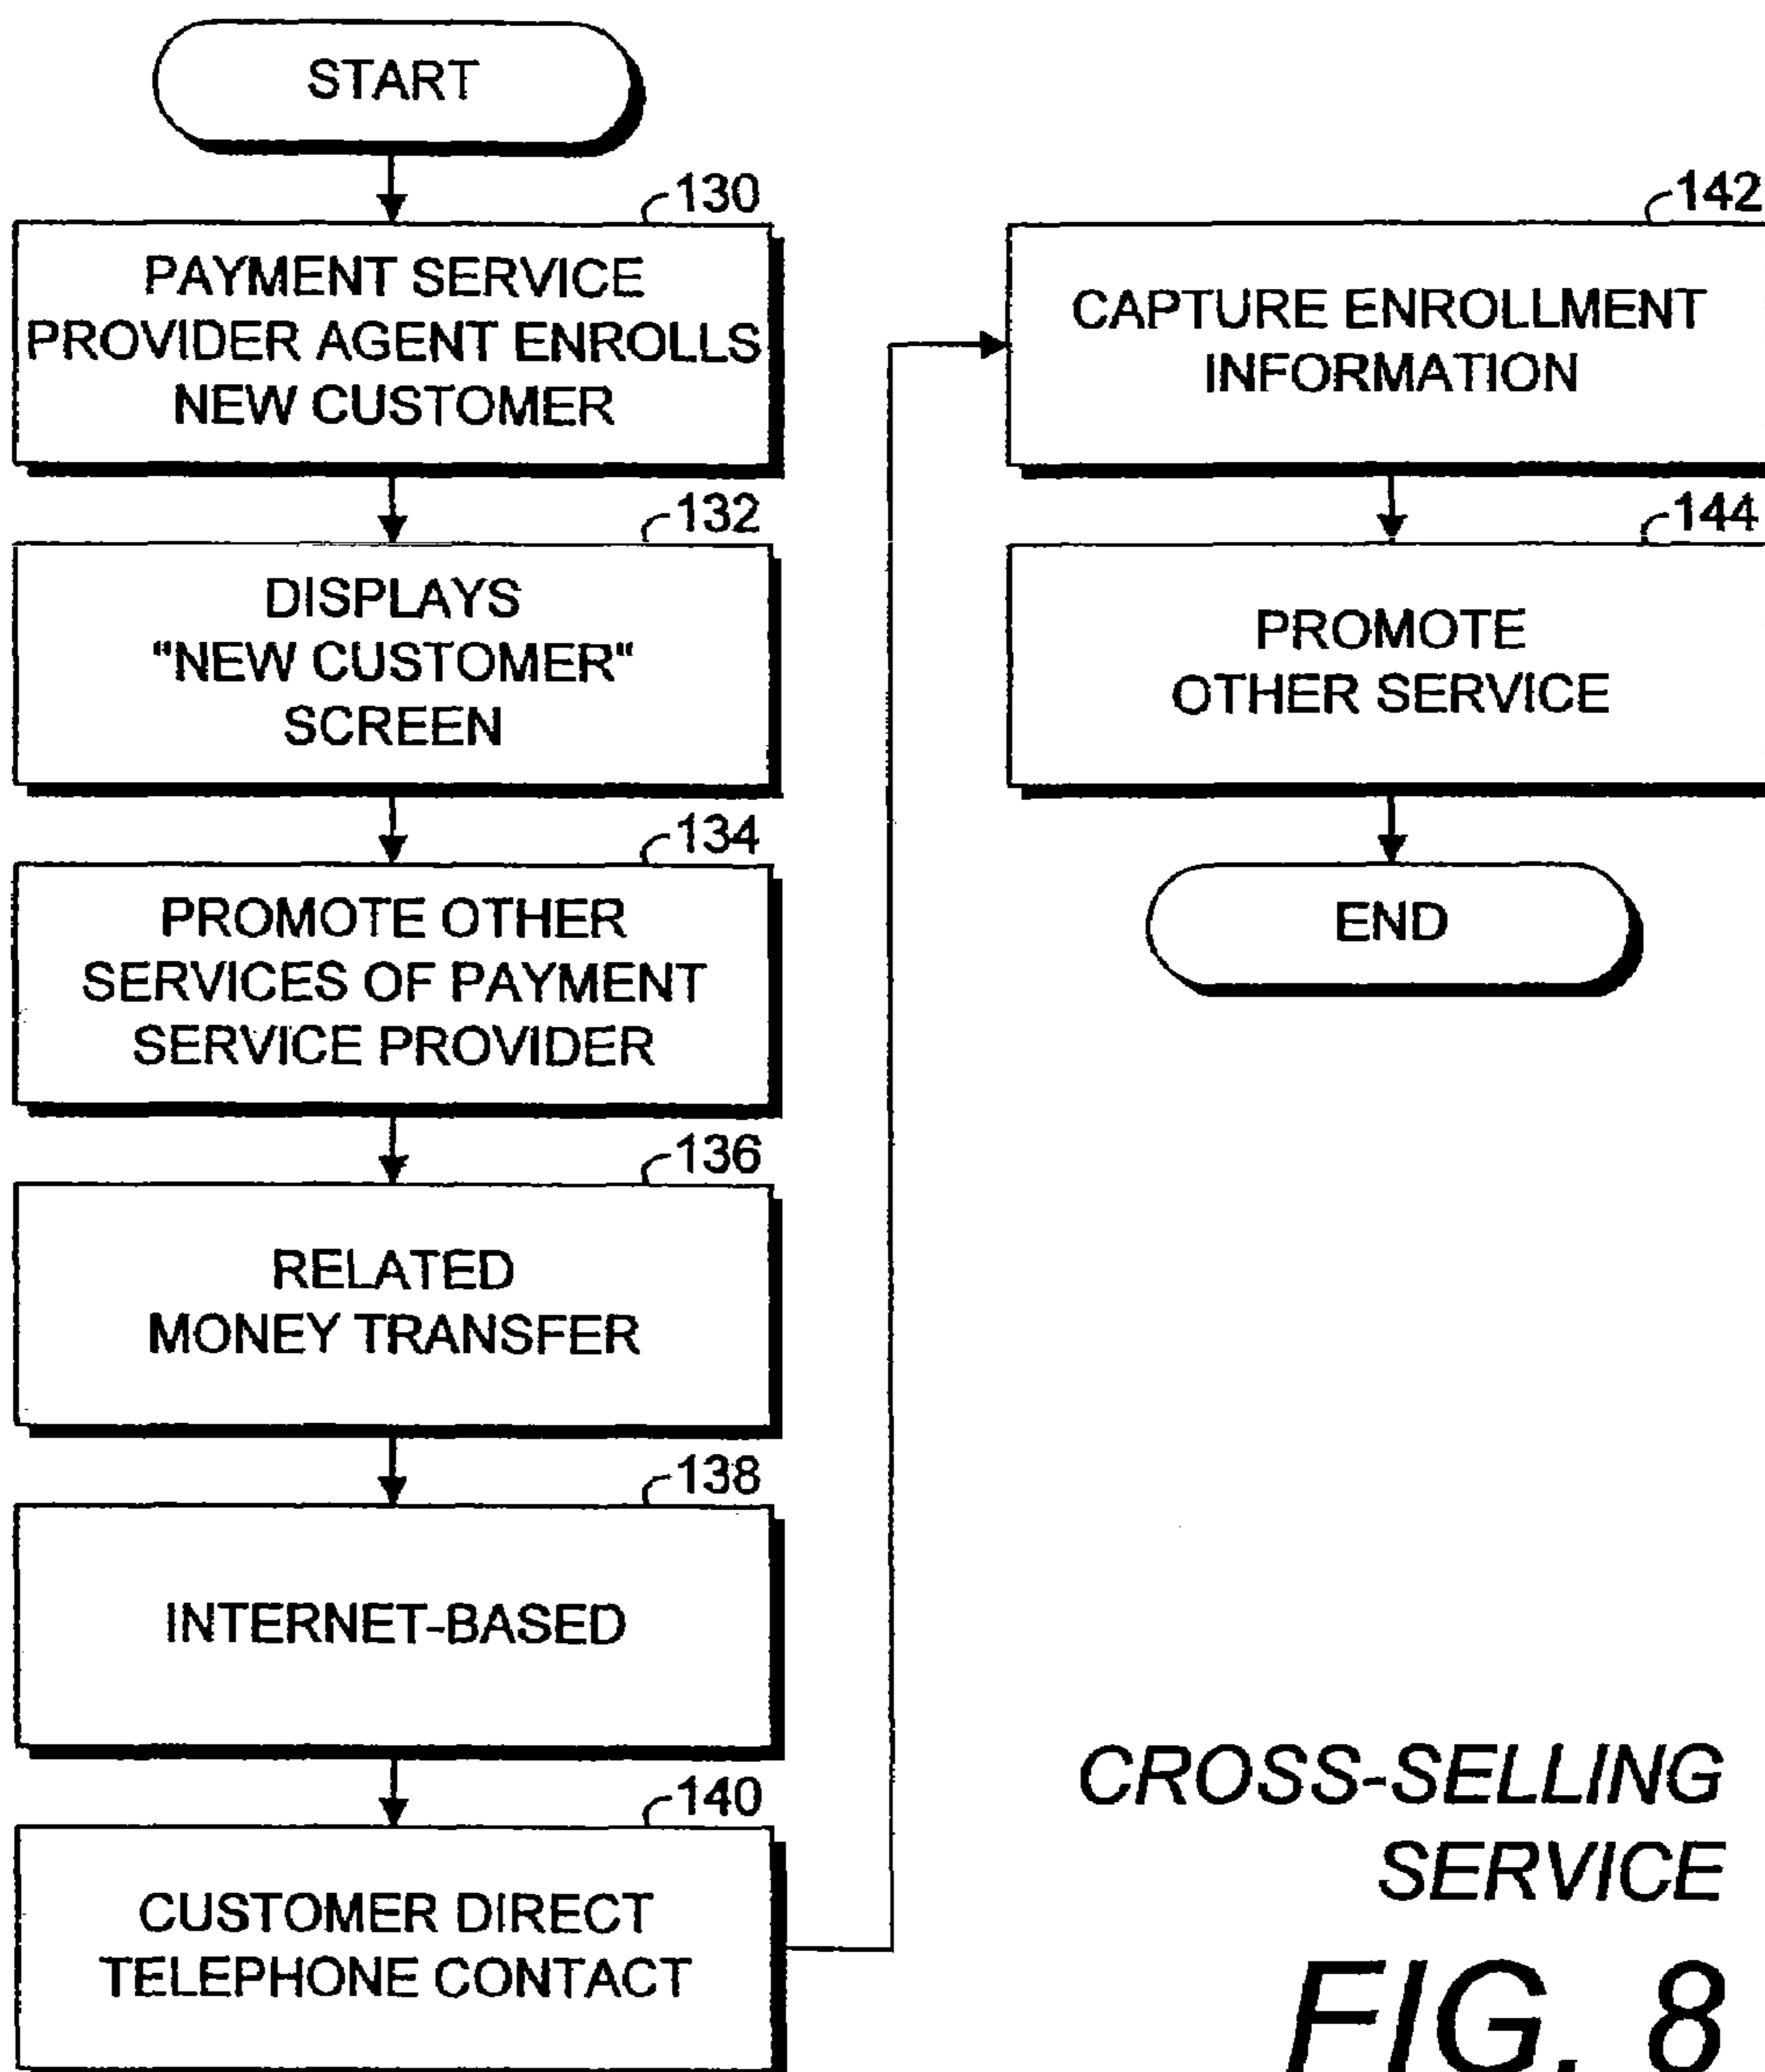 START
130
PAYMENT SERVICE
PROVIDER AGENT ENROLLS
NEW CUSTOMER
132
DISPLAYS
"NEW CUSTOMER"
SCREEN
134
PROMOTE OTHER
SERVICES OF PAYMENT
SERVICE PROVIDER
136
RELATED
MONEY TRANSFER
138
INTERNET-BASED
140
CUSTOMER DIRECT
TELEPHONE CONTACT
142
CAPTURE ENROLLMENT
INFORMATION
144
PROMOTE
OTHER SERVICE
END
CROSS-SELLING
SERVICE
FIG. 8